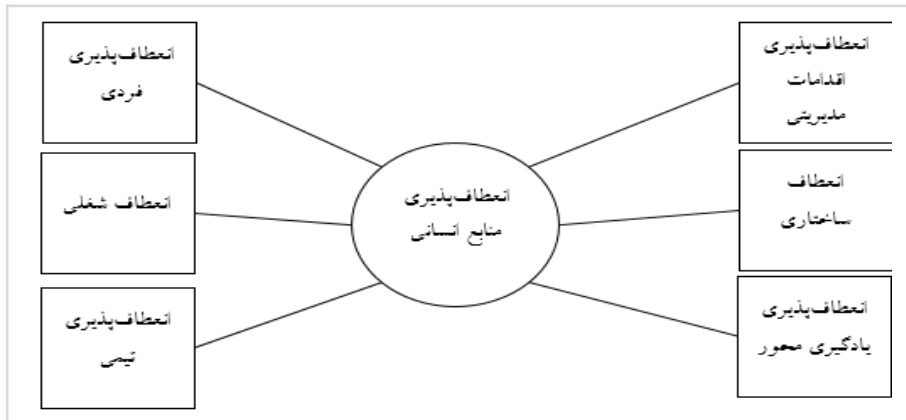 انعطاف‌پذیری
اقدامات
مدیریتی
انعطاف‌پذیری
فردی
انعطاف‌پذیری
منابع انسانی
انعطاف
ساختاری
انعطاف شغلی
انعطاف‌پذیری
یادگیری محور
انعطاف‌پذیری
تیمی